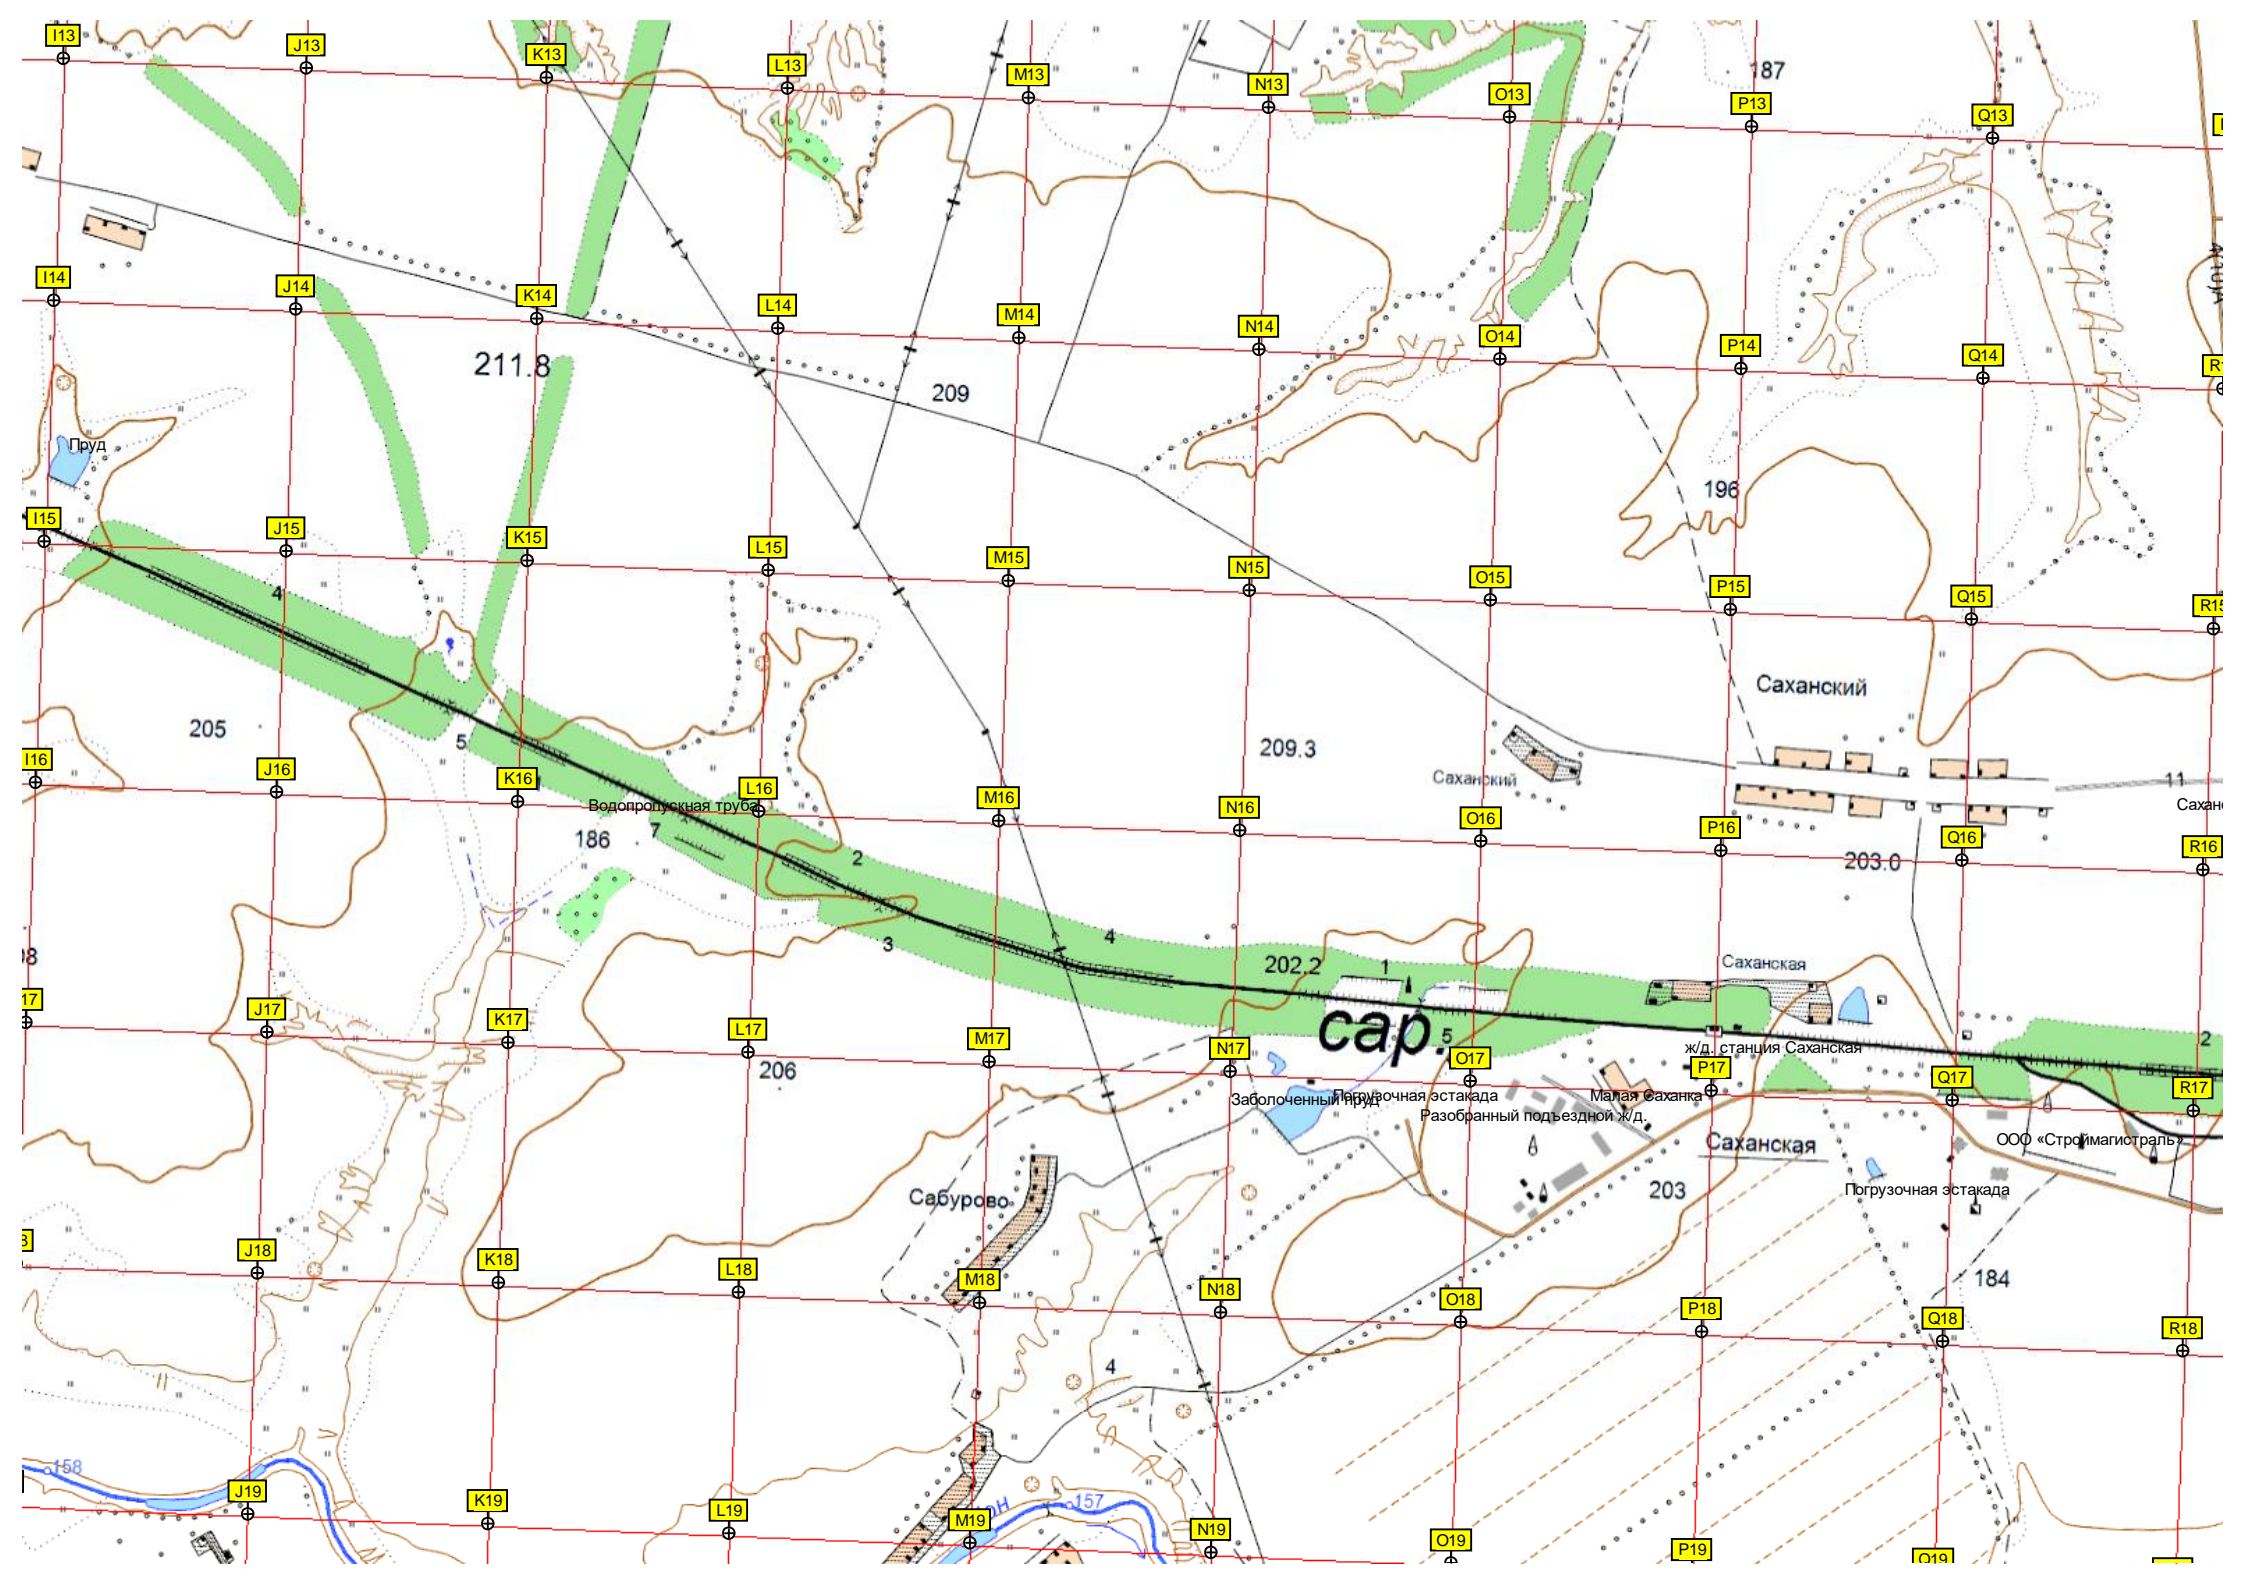 I13 J13 K13 L13 M13 N13 O13 187 P13 Q13
I14 J14 K14 L14 M14 N14 O14 P14 Q14
211.8
209
Пруд
196
I15 J15 K15 L15 M15 N15 O15 P15 Q15 R15
4
Саханский
205
5
209.3
Саханский
11
I16 J16 K16 L16 M16 N16 O16 P16 Q16 R16
Водопропускная труба
186
7
2
203.0
3
4
202.2
1
Саханская
сар.
5
2
17 J17 K17 L17 M17 N17 O17 P17 Q17 R17
ж/д. станция Саханская
206
Заболоченный пруд
Погрузочная эстакада
Малая Саханка
Разобранный подъездной ж/д.
Саханская
ООО «Строймагистраль»
Сабурово
203
Погрузочная эстакада
J18 K18 L18 M18 N18 O18 P18 Q18 R18
184
4
158
157
J19 K19 L19 M19 N19 O19 P19 Q19